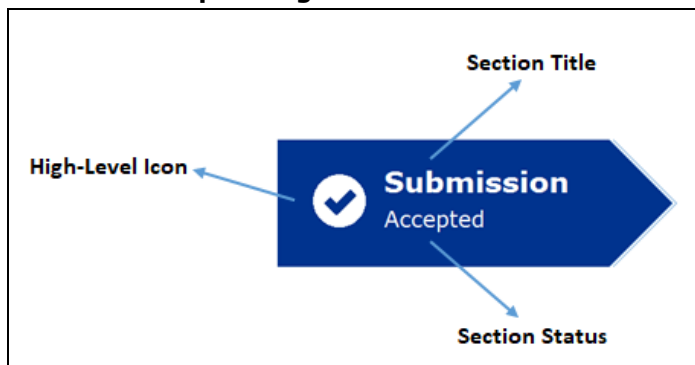 Section Title
High-Level Icon
Submission
Accepted
Section Status